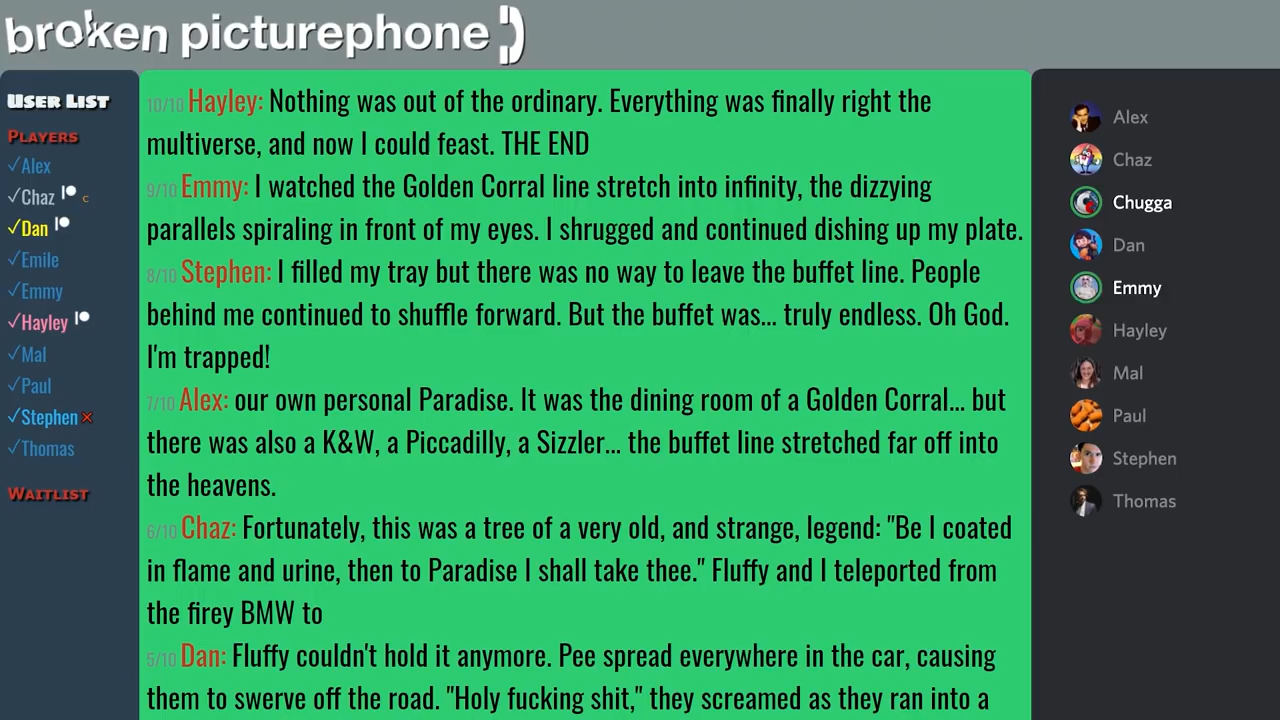 broken picturephone
User List
Players
✓Alex
✓Chaz c
✓Dan
✓Emile
✓Emmy
✓Hayley
✓Mal
✓Paul
✓Stephen
✓Thomas
Waitlist
10/10 Hayley: Nothing was out of the ordinary. Everything was finally right the
multiverse, and now I could feast. THE END
9/10 Emmy: I watched the Golden Corral line stretch into infinity, the dizzying
parallels spiraling in front of my eyes. I shrugged and continued dishing up my plate.
8/10 Stephen: I filled my tray but there was no way to leave the buffet line. People
behind me continued to shuffle forward. But the buffet was... truly endless. Oh God.
I'm trapped!
7/10 Alex: our own personal Paradise. It was the dining room of a Golden Corral... but
there was also a K&W, a Piccadilly, a Sizzler... the buffet line stretched far off into
the heavens.
6/10 Chaz: Fortunately, this was a tree of a very old, and strange, legend: "Be I coated
in flame and urine, then to Paradise I shall take thee." Fluffy and I teleported from
the firey BMW to
5/10 Dan: Fluffy couldn't hold it anymore. Pee spread everywhere in the car, causing
them to swerve off the road. "Holy fucking shit," they screamed as they ran into a
Alex
Chaz
Chugga
Dan
Emmy
Hayley
Mal
Paul
Stephen
Thomas